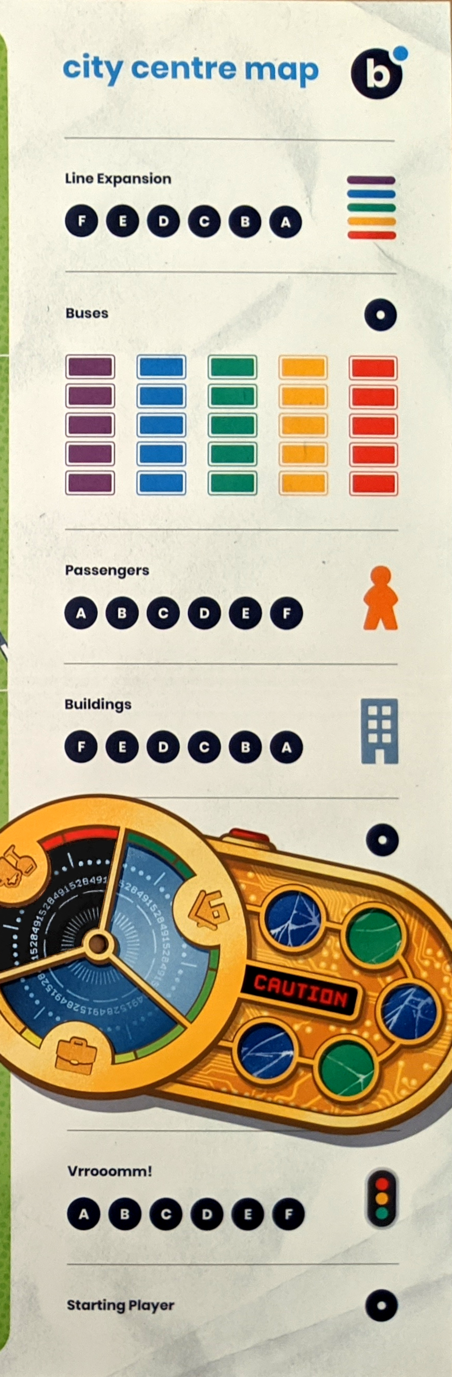 city centre map b
Line Expansion
F E D C B A
Buses
Passengers
A B C D E F
Buildings
F E D C B A
CAUTION
Vrrooomm!
A B C D E F
Starting Player